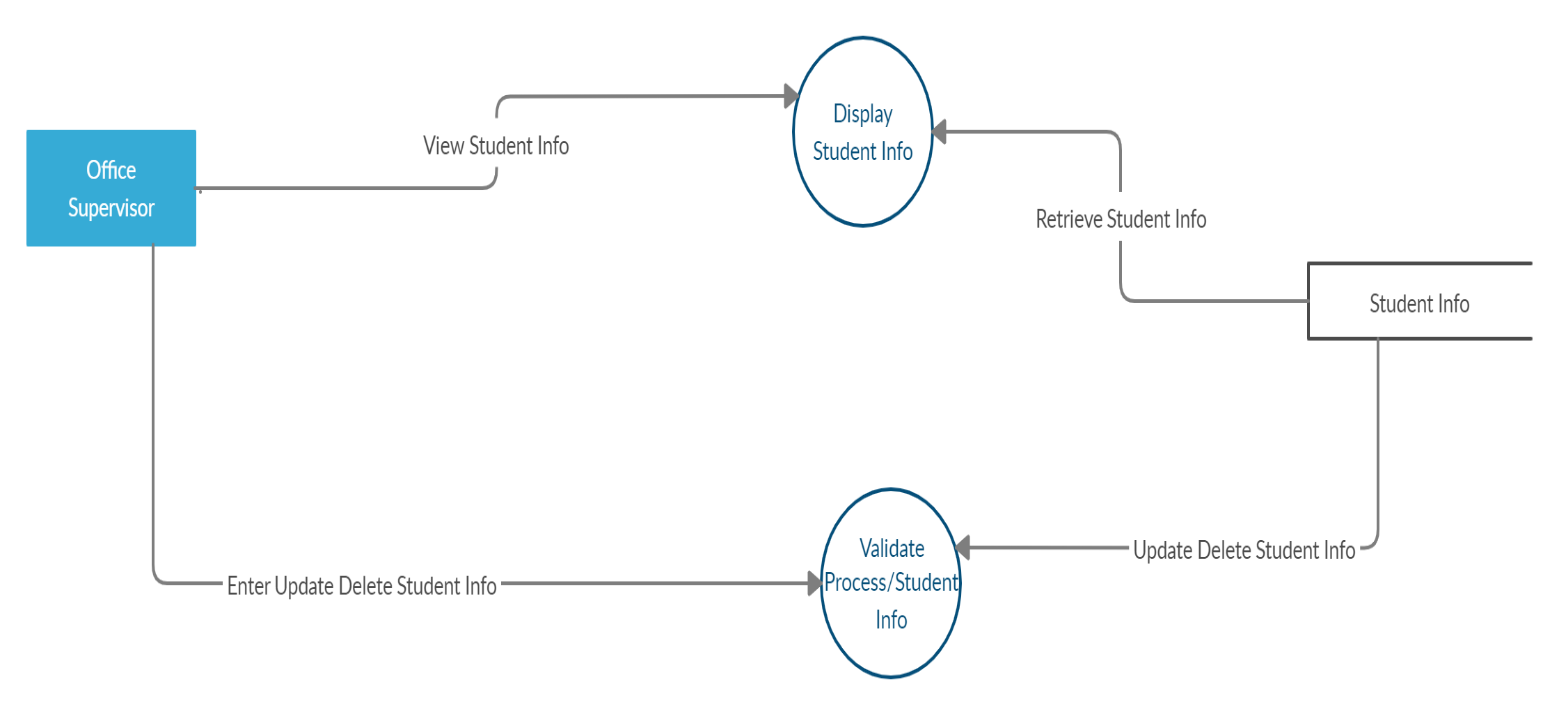 Display
Student Info
View Student Info
Office
Supervisor
Retrieve Student Info
Student Info
Validate
Process/Student
Info
Update Delete Student Info
Enter Update Delete Student Info